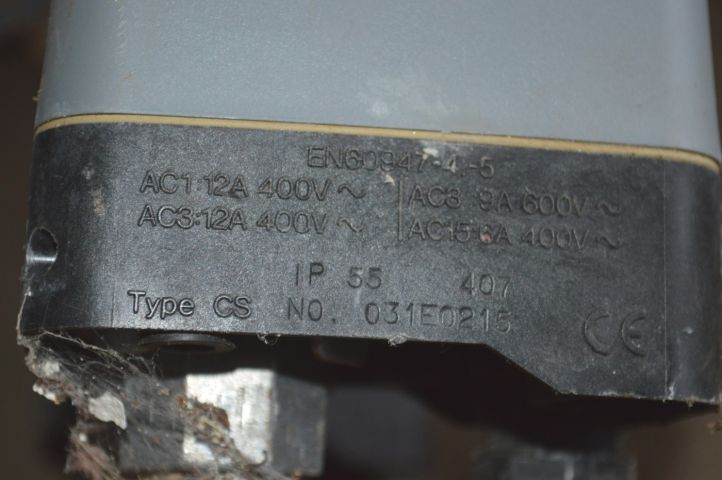 EN60947-4-5
AC1:12A 400V ~ AC3 9A 600V ~
AC3:12A 400V ~ AC15:6A 400V ~
IP 55 407
Type CS NO. 031E0215
CE